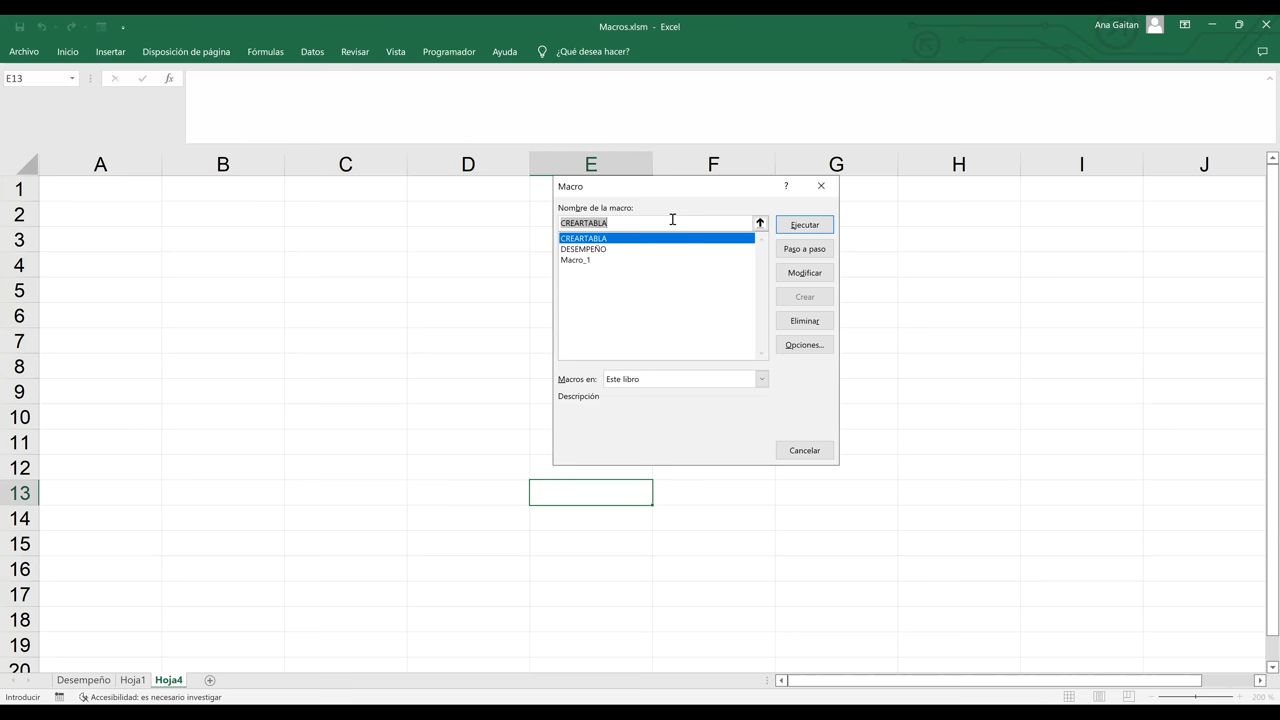 Macros.xlsm - Excel
Ana Gaitan
Archivo Inicio Insertar Disposición de página Fórmulas Datos Revisar Vista Programador Ayuda ¿Qué desea hacer?
E13 fx
A B C D E F G H I J
1
2
3
4
5
6
7
8
9
10
11
12
13
14
15
16
17
18
19
20
Macro ?
Nombre de la macro:
CREARTABLA
CREARTABLA
DESEMPEÑO
Macro_1
Ejecutar
Paso a paso
Modificar
Crear
Eliminar
Opciones...
Macros en: Este libro
Descripción
Cancelar
Desempeño Hoja1 Hoja4
Introducir Accesibilidad: es necesario investigar 200 %